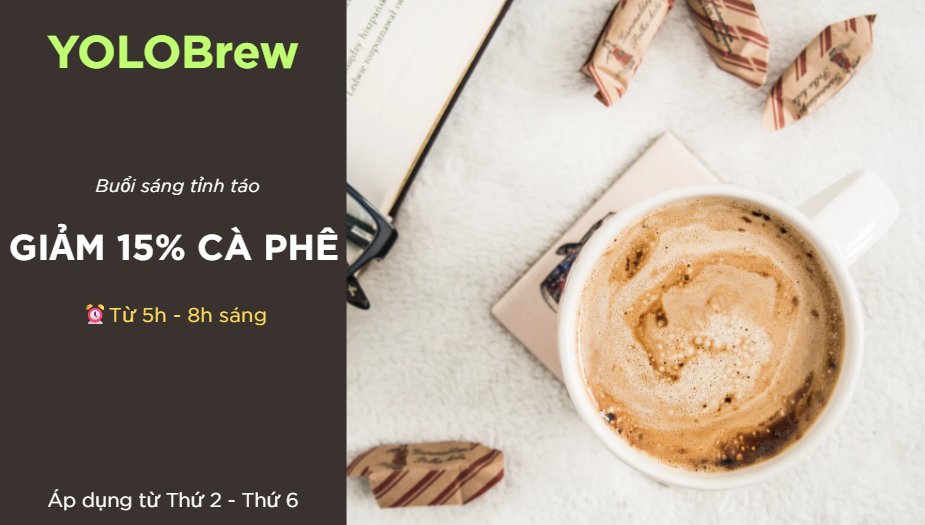 YOLOBrew
Buổi sáng tỉnh táo
GIẢM 15% CÀ PHÊ
⏰Từ 5h - 8h sáng
Áp dụng từ Thứ 2 - Thứ 6